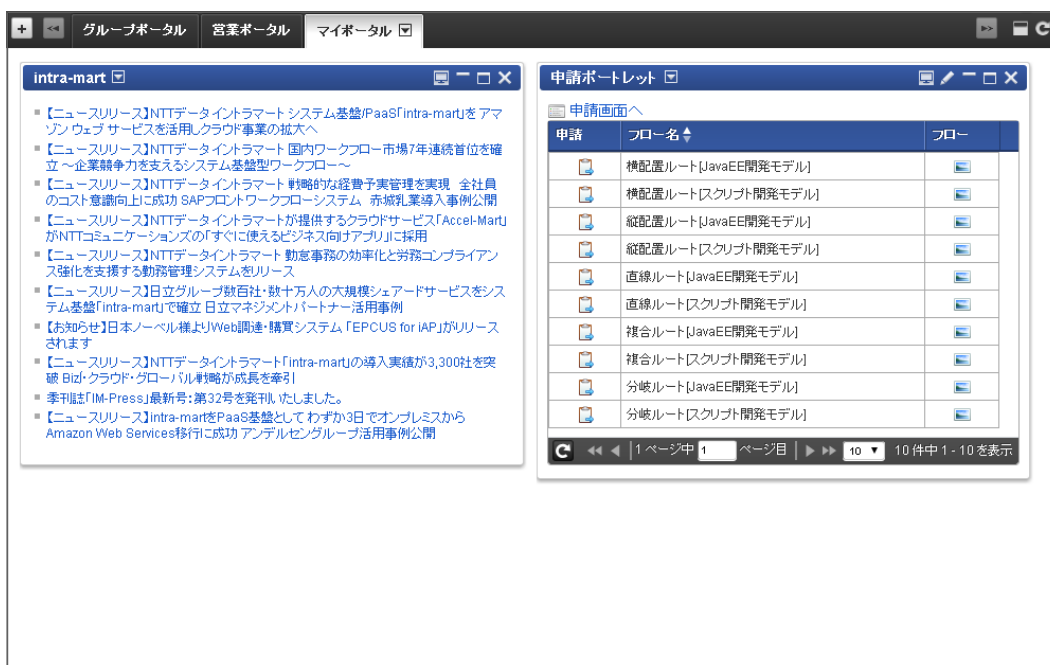 グループポータル 営業ポータル マイポータル
intra-mart
【ニュースリリース】NTTデータイントラマート システム基盤/PaaS「intra-mart」を アマ
ゾン ウェブ サービスを活用しクラウド事業の拡大へ
【ニュースリリース】NTTデータイントラマート 国内ワークフロー市場7年連続首位を確
立 ～企業競争力を支えるシステム基盤型ワークフロー～
【ニュースリリース】NTTデータイントラマート 戦略的な経費予実管理を実現 全社員
のコスト意識向上に成功 SAPフロントワークフローシステム 赤城乳業導入事例公開
【ニュースリリース】NTTデータイントラマートが提供するクラウドサービス「Accel-Mart」
がNTTコミュニケーションズの「すぐに使えるビジネス向けアプリ」に採用
【ニュースリリース】NTTデータイントラマート 勤怠事務の効率化と労務コンプライアン
ス強化を支援する勤務管理システムをリリース
【ニュースリリース】日立グループ数百社・数十万人の大規模シェアードサービスをシス
テム基盤「intra-mart」で確立 日立マネジメントパートナー活用事例
【お知らせ】日本ノーベル様よりWeb調達・購買システム 「EPCUS for iAP」がリリース
されます
【ニュースリリース】NTTデータイントラマート「intra-mart」の導入実績が3,300社を突
破 Biz∫・クラウド・グローバル戦略が成長を牽引
季刊誌「IM-Press」最新号：第32号を発刊いたしました。
【ニュースリリース】intra-martをPaaS基盤として わずか3日でオンプレミスから
Amazon Web Services移行に成功 アンデルセングループ活用事例公開
申請ポートレット
申請画面へ
申請 フロー名 フロー
横配置ルート[JavaEE開発モデル]
横配置ルート[スクリプト開発モデル]
縦配置ルート[JavaEE開発モデル]
縦配置ルート[スクリプト開発モデル]
直線ルート[JavaEE開発モデル]
直線ルート[スクリプト開発モデル]
複合ルート[JavaEE開発モデル]
複合ルート[スクリプト開発モデル]
分岐ルート[JavaEE開発モデル]
分岐ルート[スクリプト開発モデル]
1 ページ中 1 ページ目 10 10 件中 1 - 10 を表示